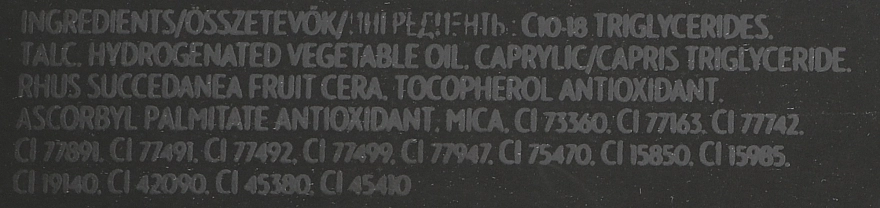 INGREDIENTS/ÖSSZETEVŐK/ИНГРЕДІЄНТЬ: C10-18 TRIGLYCERIDES,
TALC, HYDROGENATED VEGETABLE OIL, CAPRYLIC/CAPRIS TRIGLYCERIDE,
RHUS SUCCEDANEA FRUIT CERA, TOCOPHEROL ANTIOXIDANT,
ASCORBYL PALMITATE ANTIOXIDANT, MICA, CI 73360, CI 77163, CI 77742,
CI 77891, CI 77491, CI 77492, CI 77499, CI 77947, CI 75470, CI 15850, CI 15985,
CI 19140, CI 42090, CI 45380, CI 45410